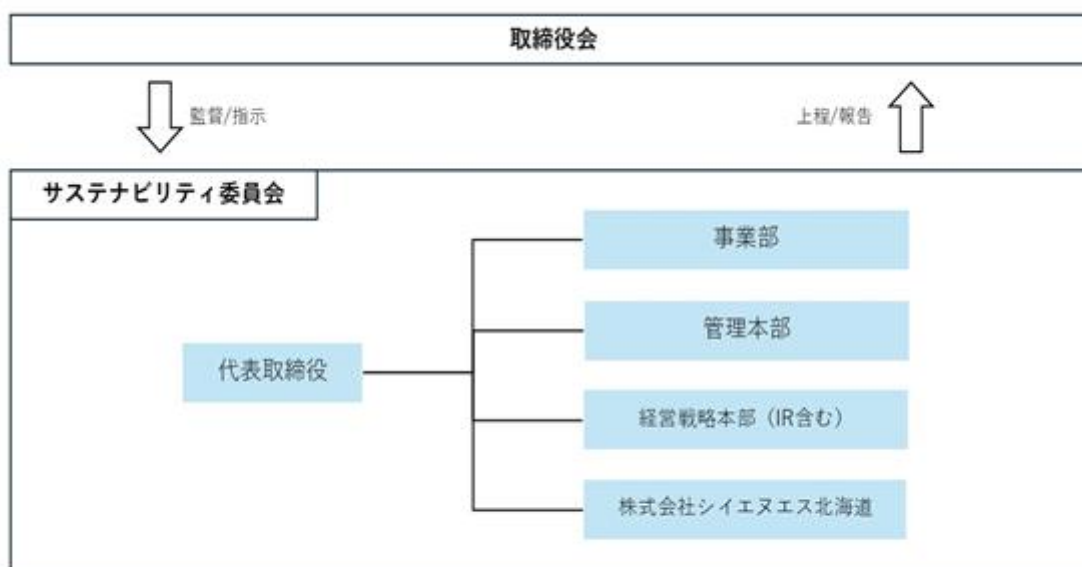 取締役会
監督/指示
上程/報告
サステナビリティ委員会
事業部
管理本部
代表取締役
経営戦略本部（IR含む）
株式会社シイエヌエス北海道